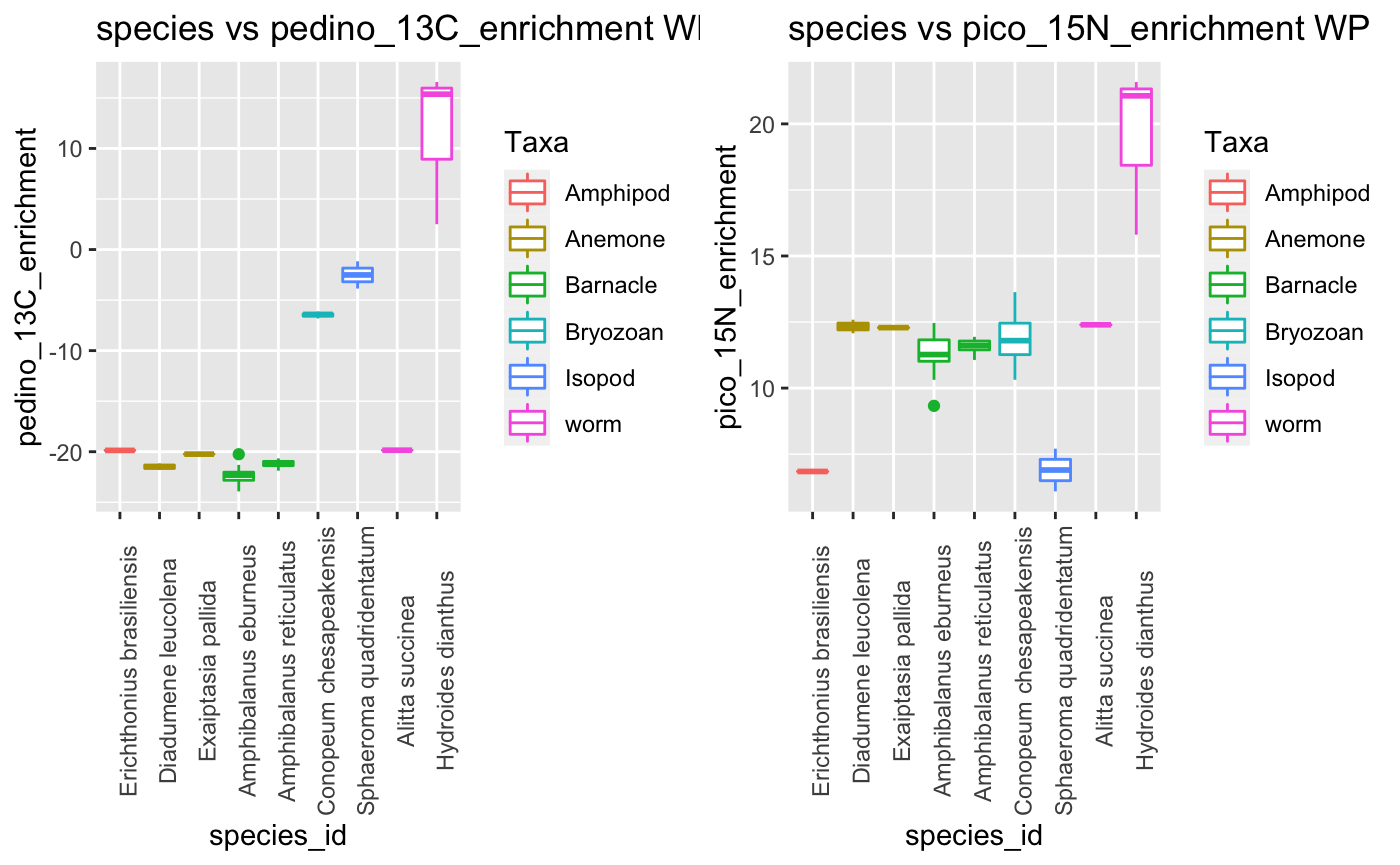 species vs pedino_13C_enrichment WI
pedino_13C_enrichment
10
0
-10
-20
Erichthonius brasiliensis
Diadumene leucolena
Exaiptasia pallida
Amphibalanus eburneus
Amphibalanus reticulatus
Conopeum chesapeakensis
Sphaeroma quadridentatum
Alitta succinea
Hydroides dianthus
species_id
Taxa
Amphipod
Anemone
Barnacle
Bryozoan
Isopod
worm
species vs pico_15N_enrichment WP
pico_15N_enrichment
20
15
10
Erichthonius brasiliensis
Diadumene leucolena
Exaiptasia pallida
Amphibalanus eburneus
Amphibalanus reticulatus
Conopeum chesapeakensis
Sphaeroma quadridentatum
Alitta succinea
Hydroides dianthus
species_id
Taxa
Amphipod
Anemone
Barnacle
Bryozoan
Isopod
worm